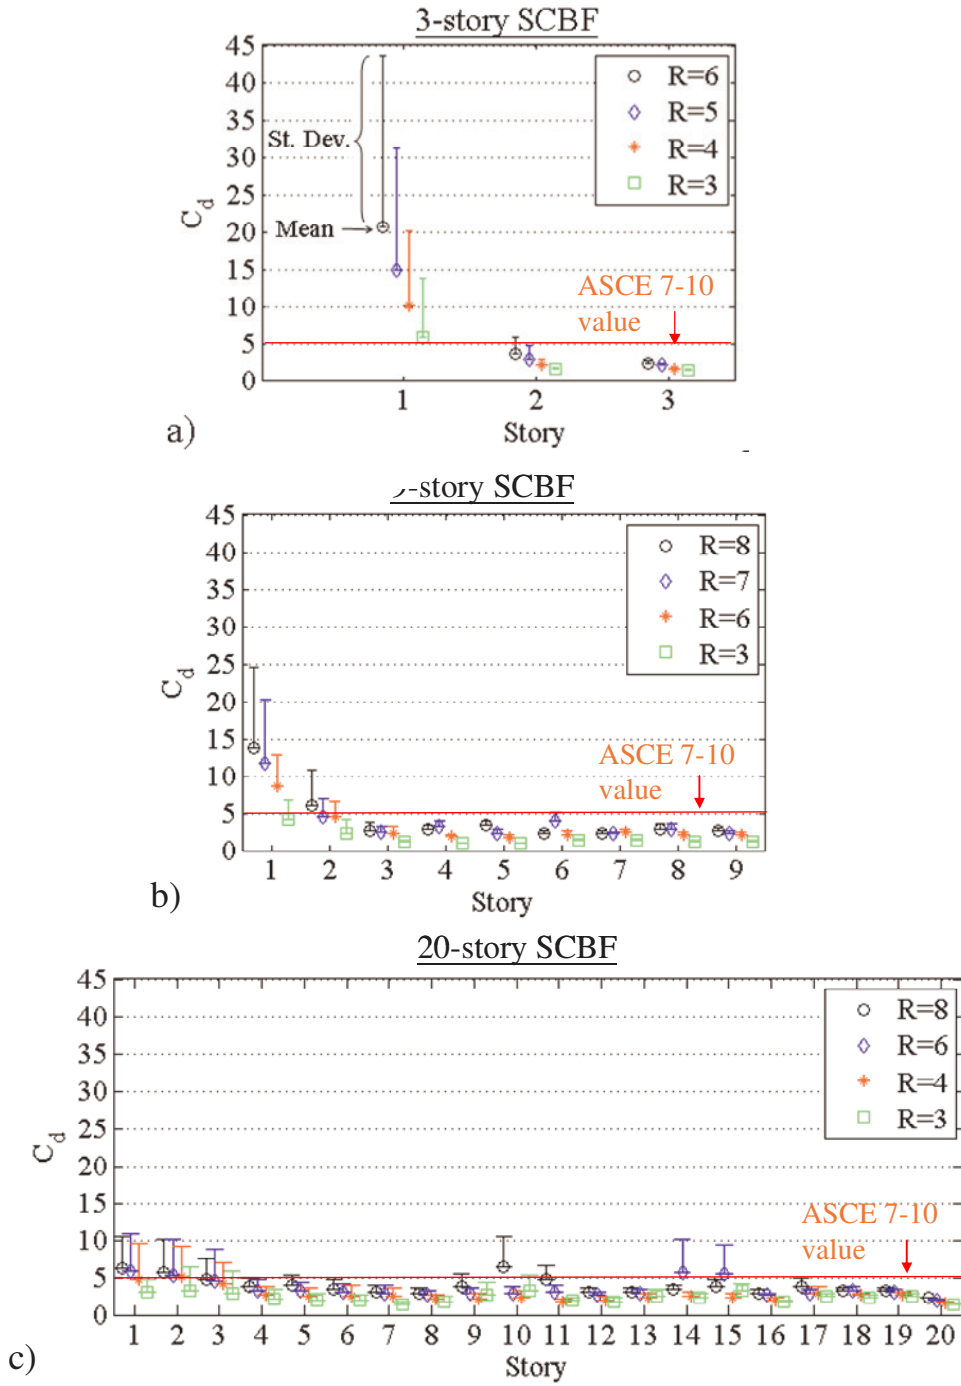 3-story SCBF
45
40
35
30
25
20
15
10
5
0
C_d
St. Dev.
Mean
R=6
R=5
R=4
R=3
ASCE 7-10
value
1 2 3
Story
a)
-story SCBF
45
40
35
30
25
20
15
10
5
0
C_d
R=8
R=7
R=6
R=3
ASCE 7-10
value
1 2 3 4 5 6 7 8 9
Story
b)
20-story SCBF
45
40
35
30
25
20
15
10
5
0
C_d
R=8
R=6
R=4
R=3
ASCE 7-10
value
1 2 3 4 5 6 7 8 9 10 11 12 13 14 15 16 17 18 19 20
Story
c)